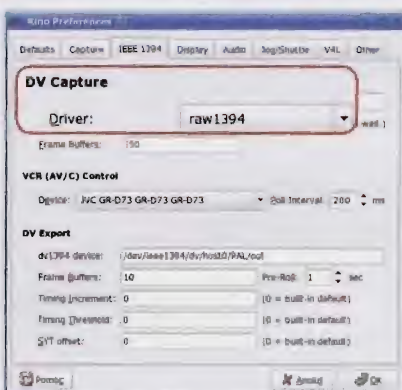 Kino Preferences
Defaults Capture IEEE 1394 Display Audio Jog/Shuttle V4L Other
DV Capture
Driver: raw1394
Frame Buffers: 50
VCR (AV/C) Control
Device: JVC GR-D73 GR-D73 GR-D73 Poll Interval 200 ms
DV Export
dv1394 device: /dev/ieee1394/dv/host0/PAL/out
Frame Buffers: 10 Pre-Roll: 1 sec
Timing Increment: 0 (0 = built-in default)
Timing Threshold: 0 (0 = built-in default)
SYT offset: 0 (0 = built-in default)
Pomoc Anuluj OK